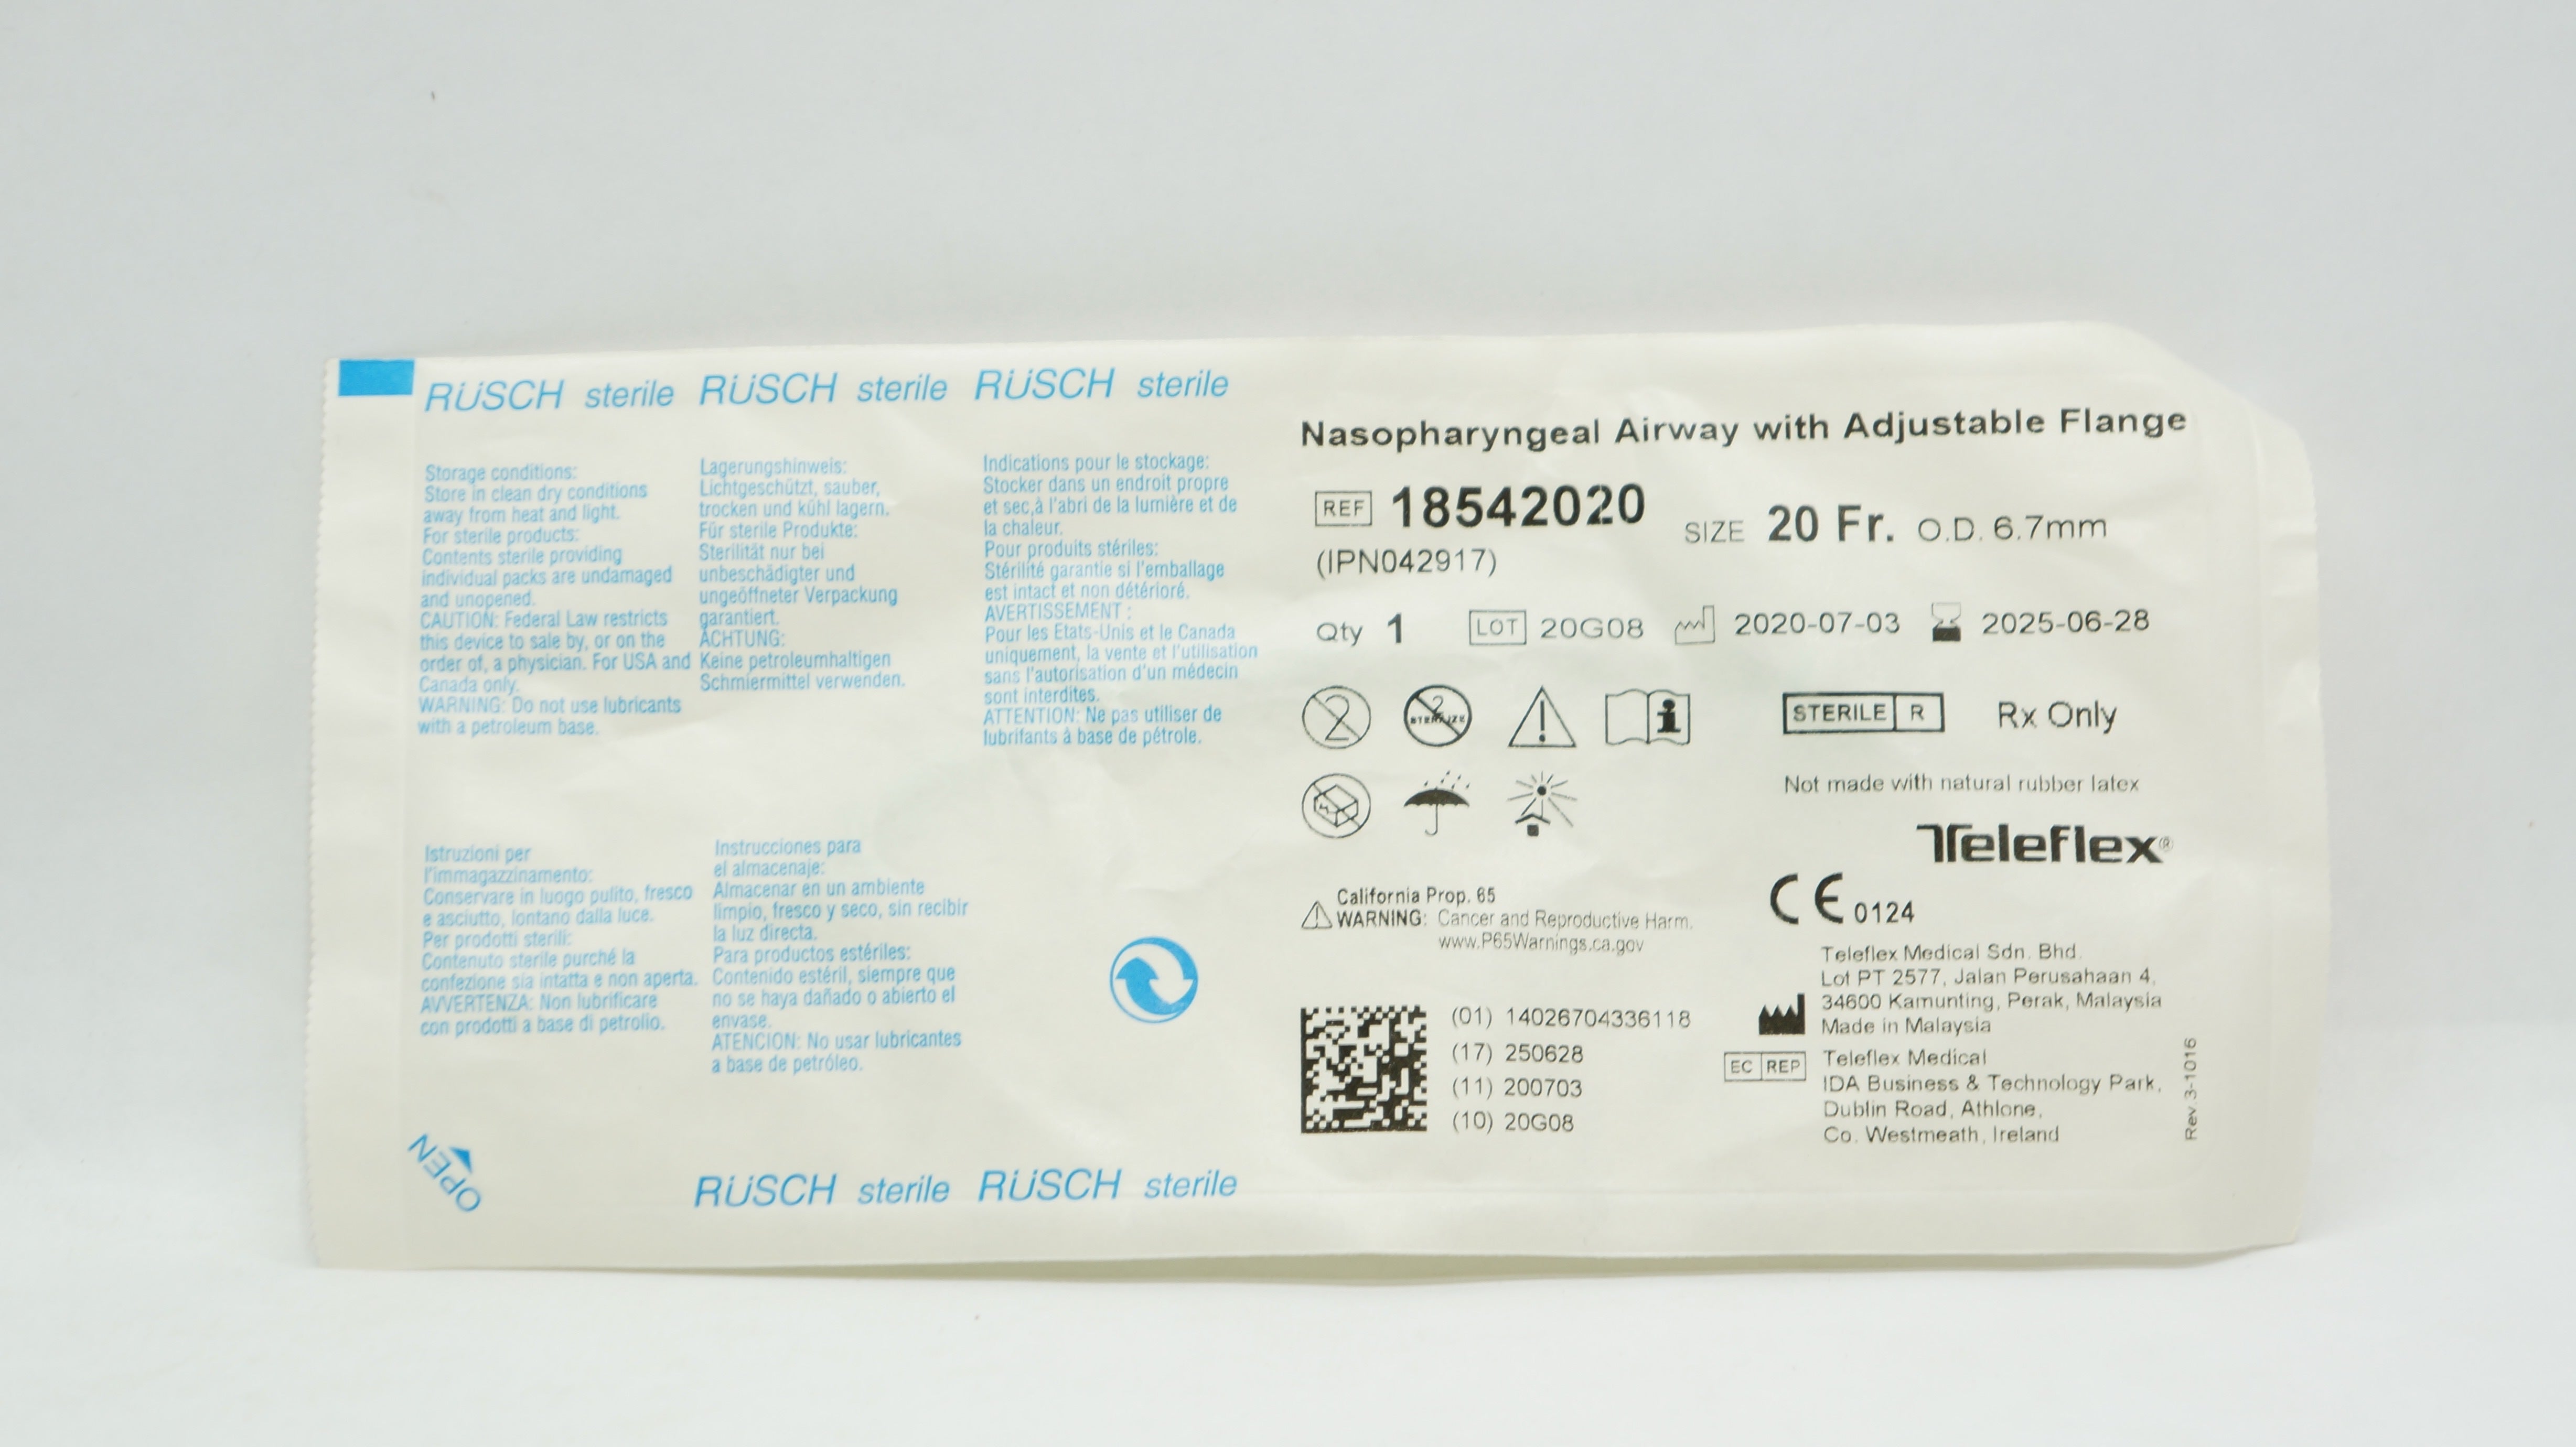 RÜSCH sterile RÜSCH sterile RÜSCH sterile
Storage conditions:
Store in clean dry conditions
away from heat and light.
For sterile products:
Contents sterile providing
individual packs are undamaged
and unopened.
CAUTION: Federal Law restricts
this device to sale by, or on the
order of, a physician. For USA and
Canada only.
WARNING: Do not use lubricants
with a petroleum base.
Lagerungshinweis:
Lichtgeschützt, sauber,
trocken und kühl lagern.
Für sterile Produkte:
Sterilität nur bei
unbeschädigter und
ungeöffneter Verpackung
garantiert.
ACHTUNG:
Keine petroleumhaltigen
Schmiermittel verwenden.
Indications pour le stockage:
Stocker dans un endroit propre
et sec,à l'abri de la lumière et de
la chaleur.
Pour produits stériles:
Stérilité garantie si l'emballage
est intact et non détérioré.
AVERTISSEMENT :
Pour les Etats-Unis et le Canada
uniquement, la vente et l'utilisation
sans l'autorisation d'un médecin
sont interdites.
ATTENTION: Ne pas utiliser de
lubrifants à base de pétrole.
Istruzioni per
l'immagazzinamento:
Conservare in luogo pulito, fresco
e asciutto, lontano dalla luce.
Per prodotti sterili:
Contenuto sterile purché la
confezione sia intatta e non aperta.
AVVERTENZA: Non lubrificare
con prodotti a base di petrolio.
Instrucciones para
el almacenaje:
Almacenar en un ambiente
limpio, fresco y seco, sin recibir
la luz directa.
Para productos estériles:
Contenido estéril, siempre que
no se haya dañado o abierto el
envase.
ATENCION: No usar lubricantes
a base de petróleo.
OPEN
RÜSCH sterile RÜSCH sterile
Nasopharyngeal Airway with Adjustable Flange
REF 18542020 SIZE 20 Fr. O.D. 6.7mm
(IPN042917)
Qty 1 LOT 20G08 2020-07-03 2025-06-28
2 2 STERILIZE ! i STERILE R Rx Only
Not made with natural rubber latex
Teleflex®
California Prop. 65
WARNING: Cancer and Reproductive Harm.
www.P65Warnings.ca.gov
CE 0124
(01) 14026704336118
(17) 250628
(11) 200703
(10) 20G08
Teleflex Medical Sdn. Bhd.
Lot PT 2577, Jalan Perusahaan 4,
34600 Kamunting, Perak, Malaysia
Made in Malaysia
EC REP Teleflex Medical
IDA Business & Technology Park,
Dublin Road, Athlone,
Co. Westmeath, Ireland
Rev.3-1016